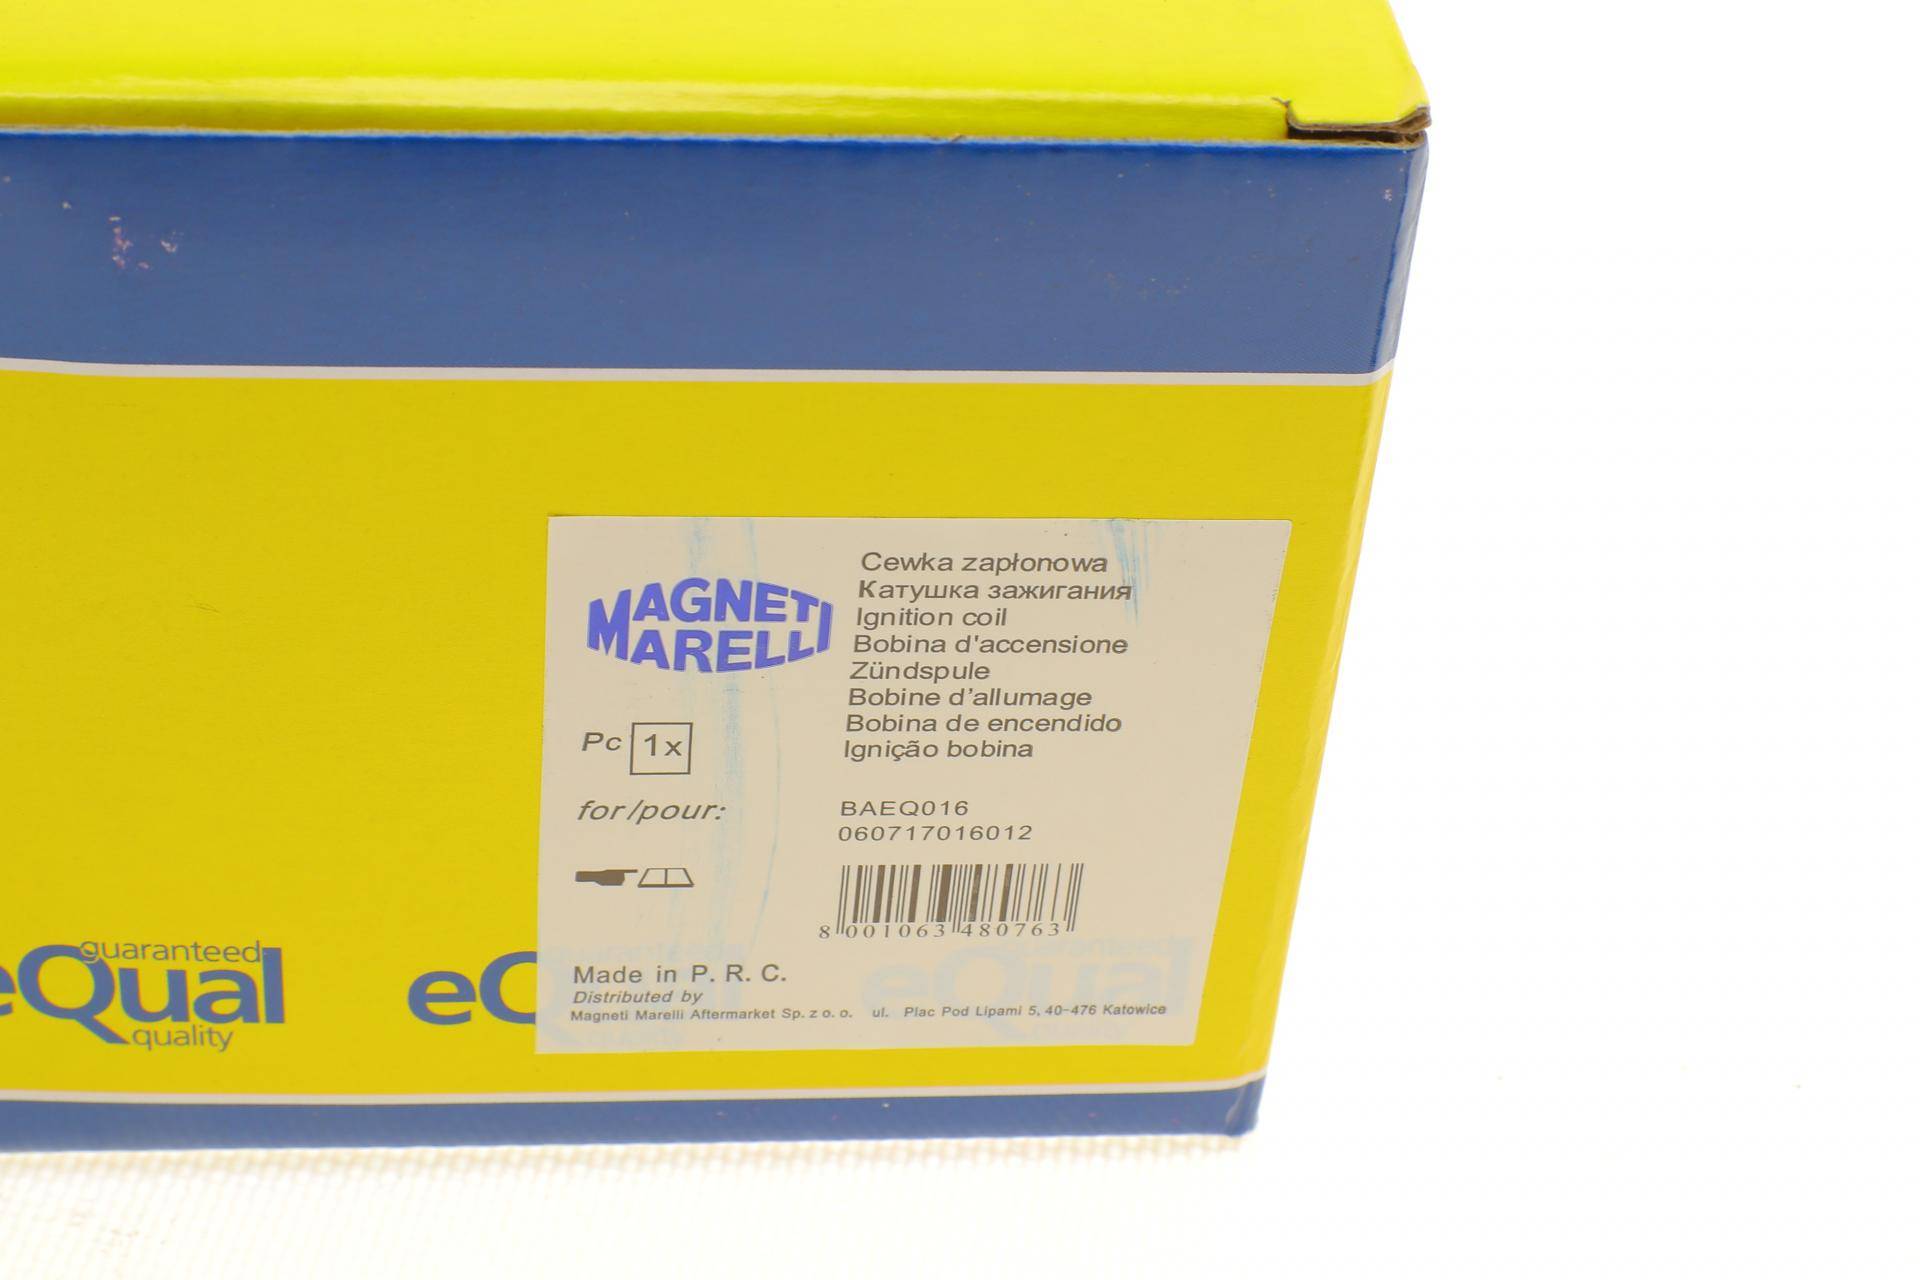 MAGNETI
MARELLI
Cewka zapłonowa
Катушка зажигания
Ignition coil
Bobina d'accensione
Zündspule
Bobine d’allumage
Bobina de encendido
Ignição bobina
Pc 1x
for/pour:
BAEQ016
060717016012
8 001063 480763
Made in P. R. C.
Distributed by
Magneti Marelli Aftermarket Sp. z o. o. ul. Plac Pod Lipami 5, 40-476 Katowice
guaranteed
eQual
quality
eQ
guaranteed
eQual